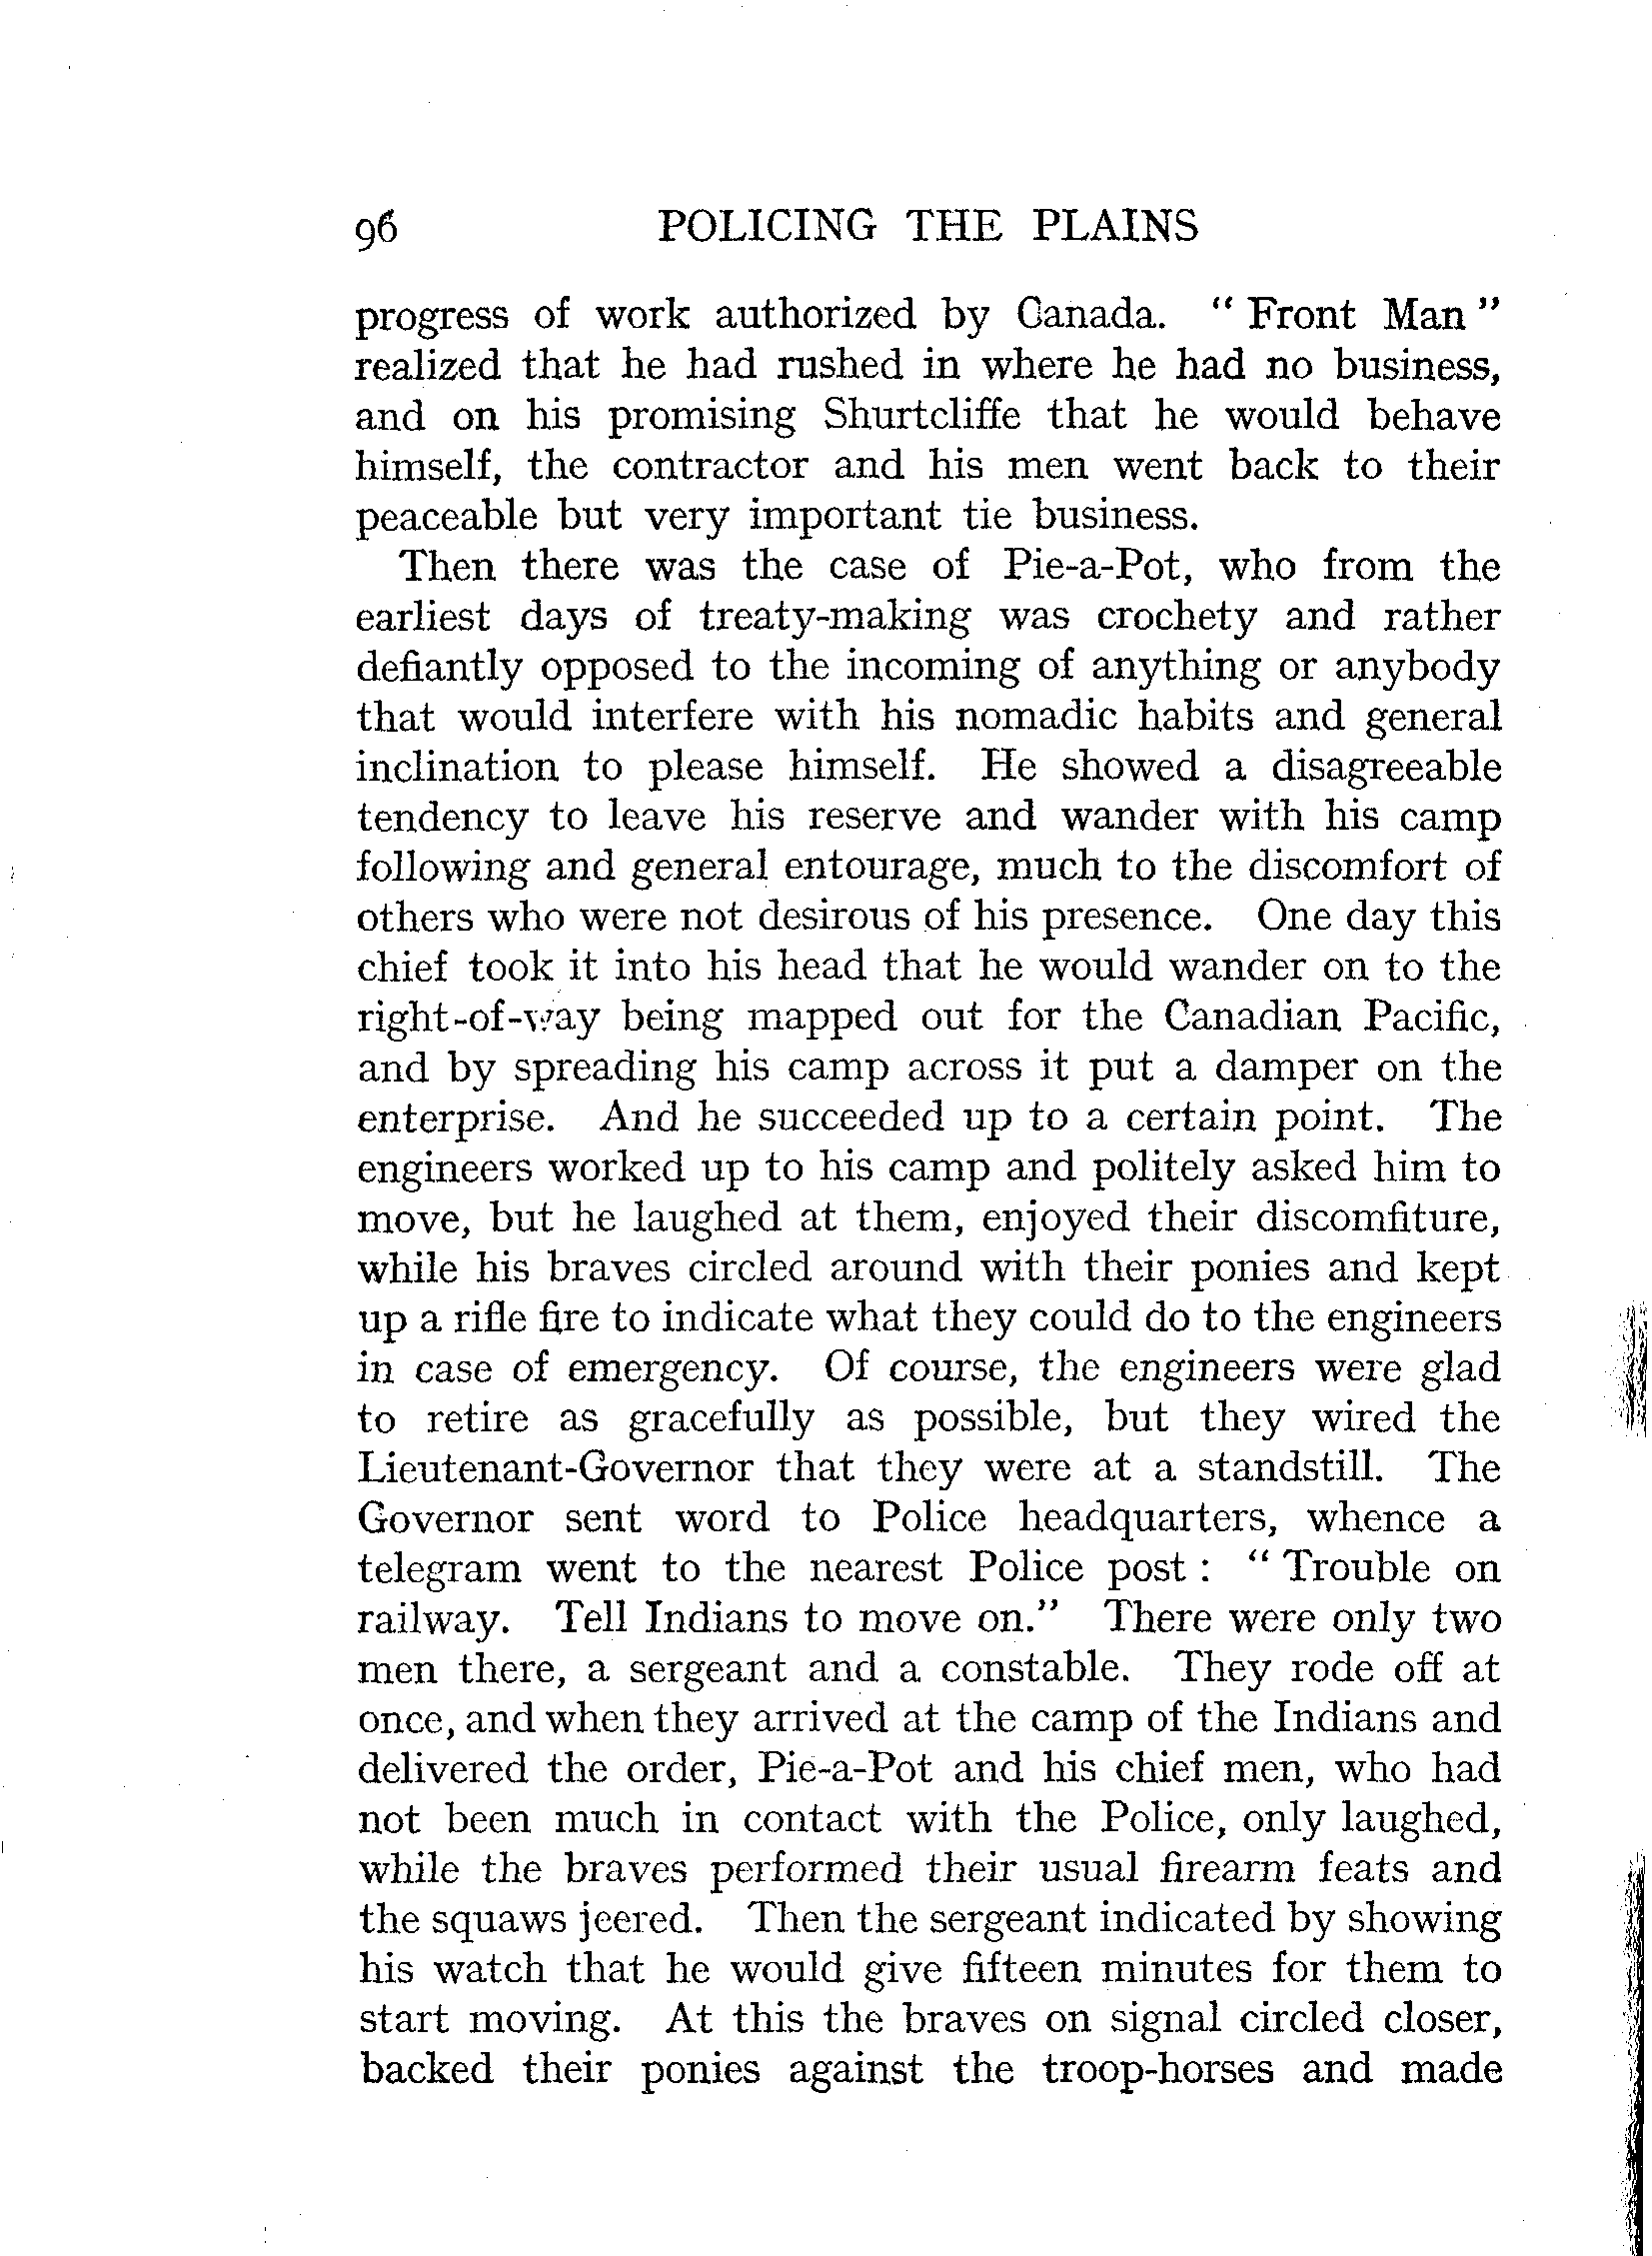 96 POLICING THE PLAINS
progress of work authorized by Canada. " Front Man "
realized that he had rushed in where he had no business,
and on his promising Shurtcliffe that he would behave
himself, the contractor and his men went back to their
peaceable but very important tie business.
Then there was the case of Pie-a-Pot, who from the
earliest days of treaty-making was crochety and rather
defiantly opposed to the incoming of anything or anybody
that would interfere with his nomadic habits and general
inclination to please himself. He showed a disagreeable
tendency to leave his reserve and wander with his camp
following and general entourage, much to the discomfort of
others who were not desirous of his presence. One day this
chief took it into his head that he would wander on to the
right-of-way being mapped out for the Canadian Pacific,
and by spreading his camp across it put a damper on the
enterprise. And he succeeded up to a certain point. The
engineers worked up to his camp and politely asked him to
move, but he laughed at them, enjoyed their discomfiture,
while his braves circled around with their ponies and kept
up a rifle fire to indicate what they could do to the engineers
in case of emergency. Of course, the engineers were glad
to retire as gracefully as possible, but they wired the
Lieutenant-Governor that they were at a standstill. The
Governor sent word to Police headquarters, whence a
telegram went to the nearest Police post : " Trouble on
railway. Tell Indians to move on." There were only two
men there, a sergeant and a constable. They rode off at
once, and when they arrived at the camp of the Indians and
delivered the order, Pie-a-Pot and his chief men, who had
not been much in contact with the Police, only laughed,
while the braves performed their usual firearm feats and
the squaws jeered. Then the sergeant indicated by showing
his watch that he would give fifteen minutes for them to
start moving. At this the braves on signal circled closer,
backed their ponies against the troop-horses and made